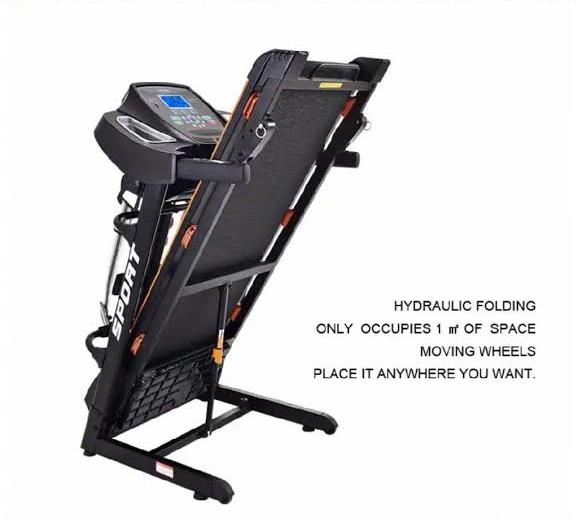 SPORT
HYDRAULIC FOLDING
ONLY OCCUPIES 1 ㎡ OF SPACE
MOVING WHEELS
PLACE IT ANYWHERE YOU WANT.